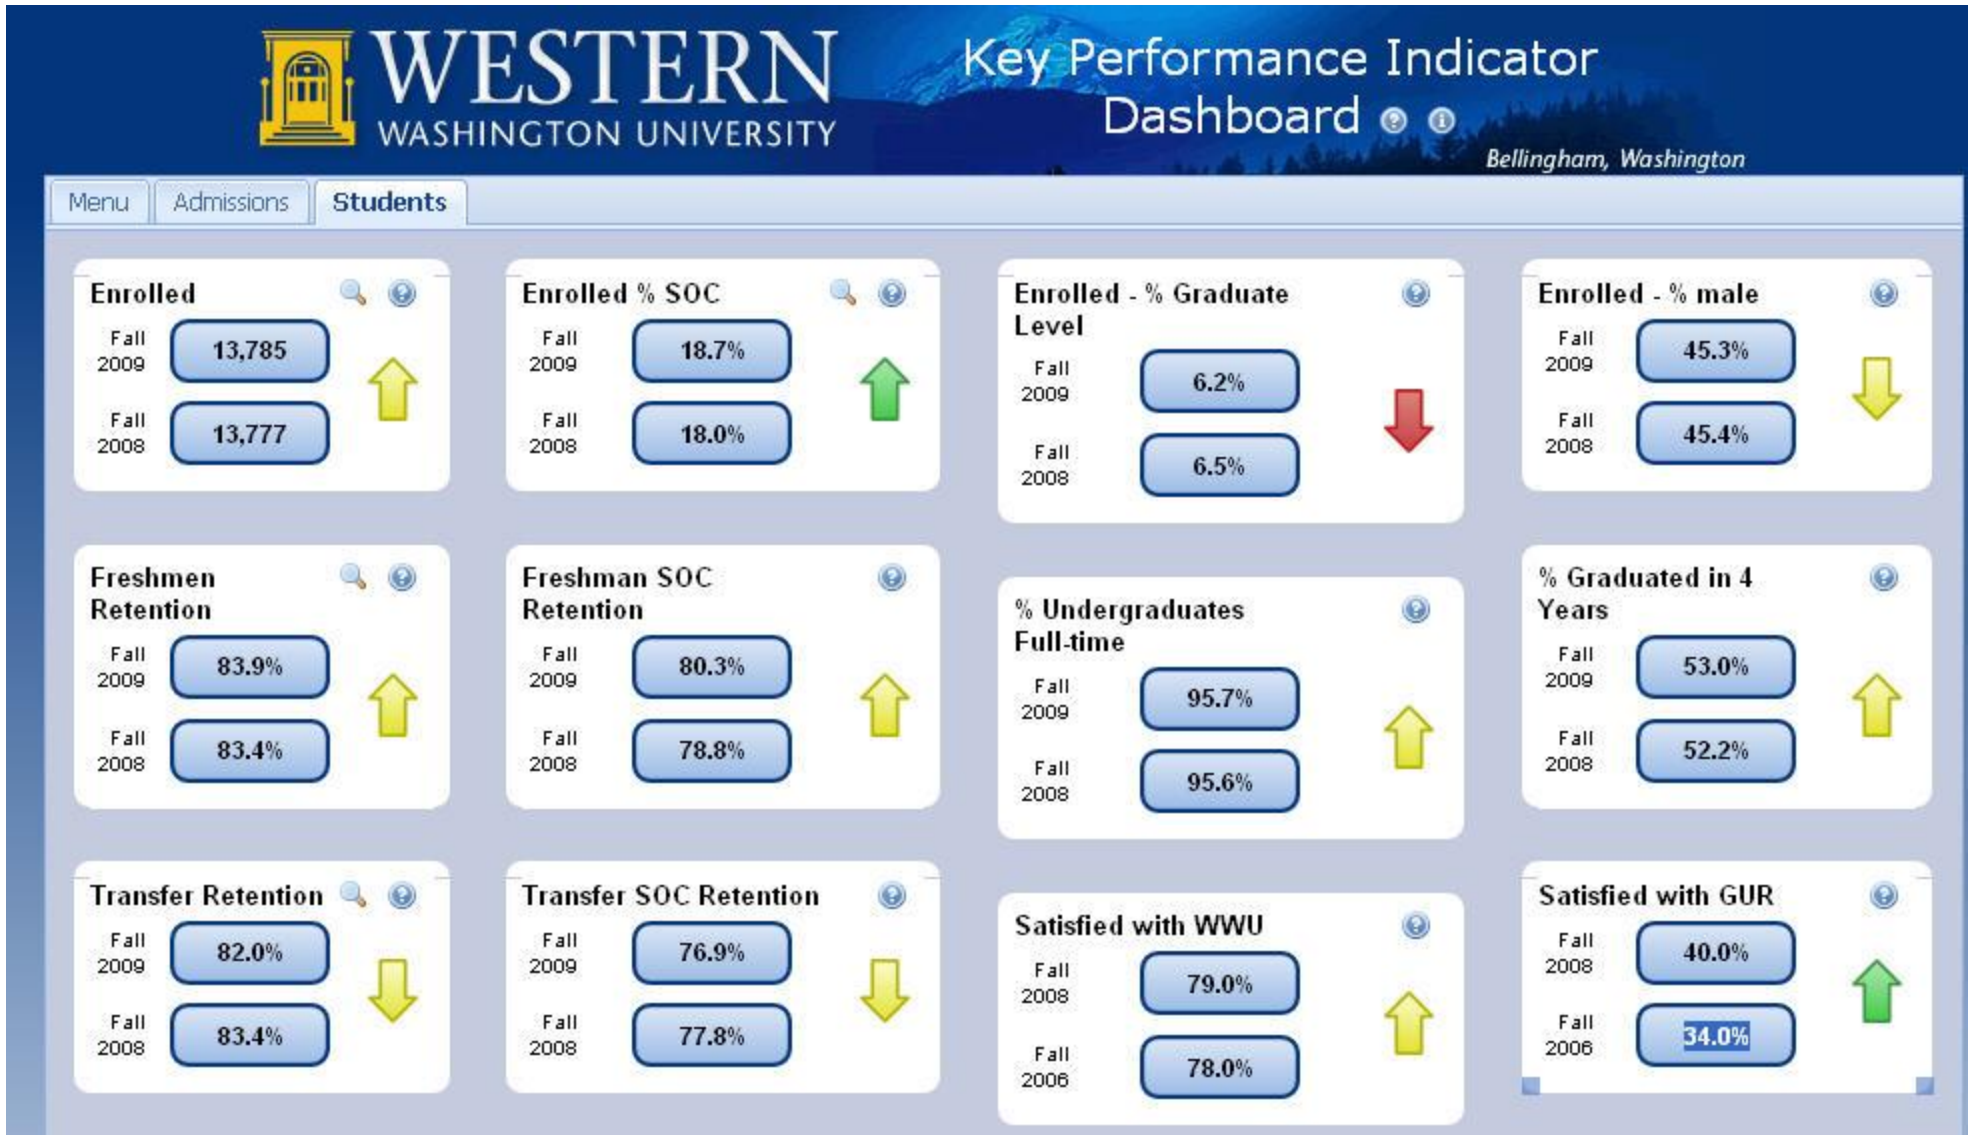 WESTERN
WASHINGTON UNIVERSITY
Key Performance Indicator
Dashboard
Bellingham, Washington
Menu
Admissions
Students
Enrolled
Fall
2009
13,785
Fall
2008
13,777
Enrolled % SOC
Fall
2009
18.7%
Fall
2008
18.0%
Enrolled - % Graduate
Level
Fall
2009
6.2%
Fall
2008
6.5%
Enrolled - % male
Fall
2009
45.3%
Fall
2008
45.4%
Freshmen
Retention
Fall
2009
83.9%
Fall
2008
83.4%
Freshman SOC
Retention
Fall
2009
80.3%
Fall
2008
78.8%
% Undergraduates
Full-time
Fall
2009
95.7%
Fall
2008
95.6%
% Graduated in 4
Years
Fall
2009
53.0%
Fall
2008
52.2%
Transfer Retention
Fall
2009
82.0%
Fall
2008
83.4%
Transfer SOC Retention
Fall
2009
76.9%
Fall
2008
77.8%
Satisfied with WWU
Fall
2008
79.0%
Fall
2006
78.0%
Satisfied with GUR
Fall
2008
40.0%
Fall
2006
34.0%